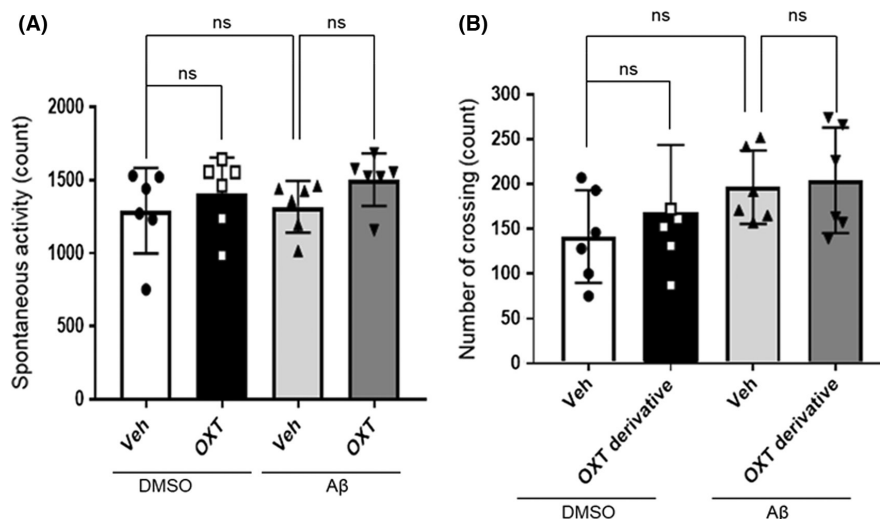 (A)
ns
ns
ns
Spontaneous activity (count)
2000
1500
1000
500
0
Veh
OXT
Veh
OXT
DMSO
Aβ
(B)
ns
ns
ns
Number of crossing (count)
300
250
200
150
100
50
0
Veh
OXT derivative
Veh
OXT derivative
DMSO
Aβ